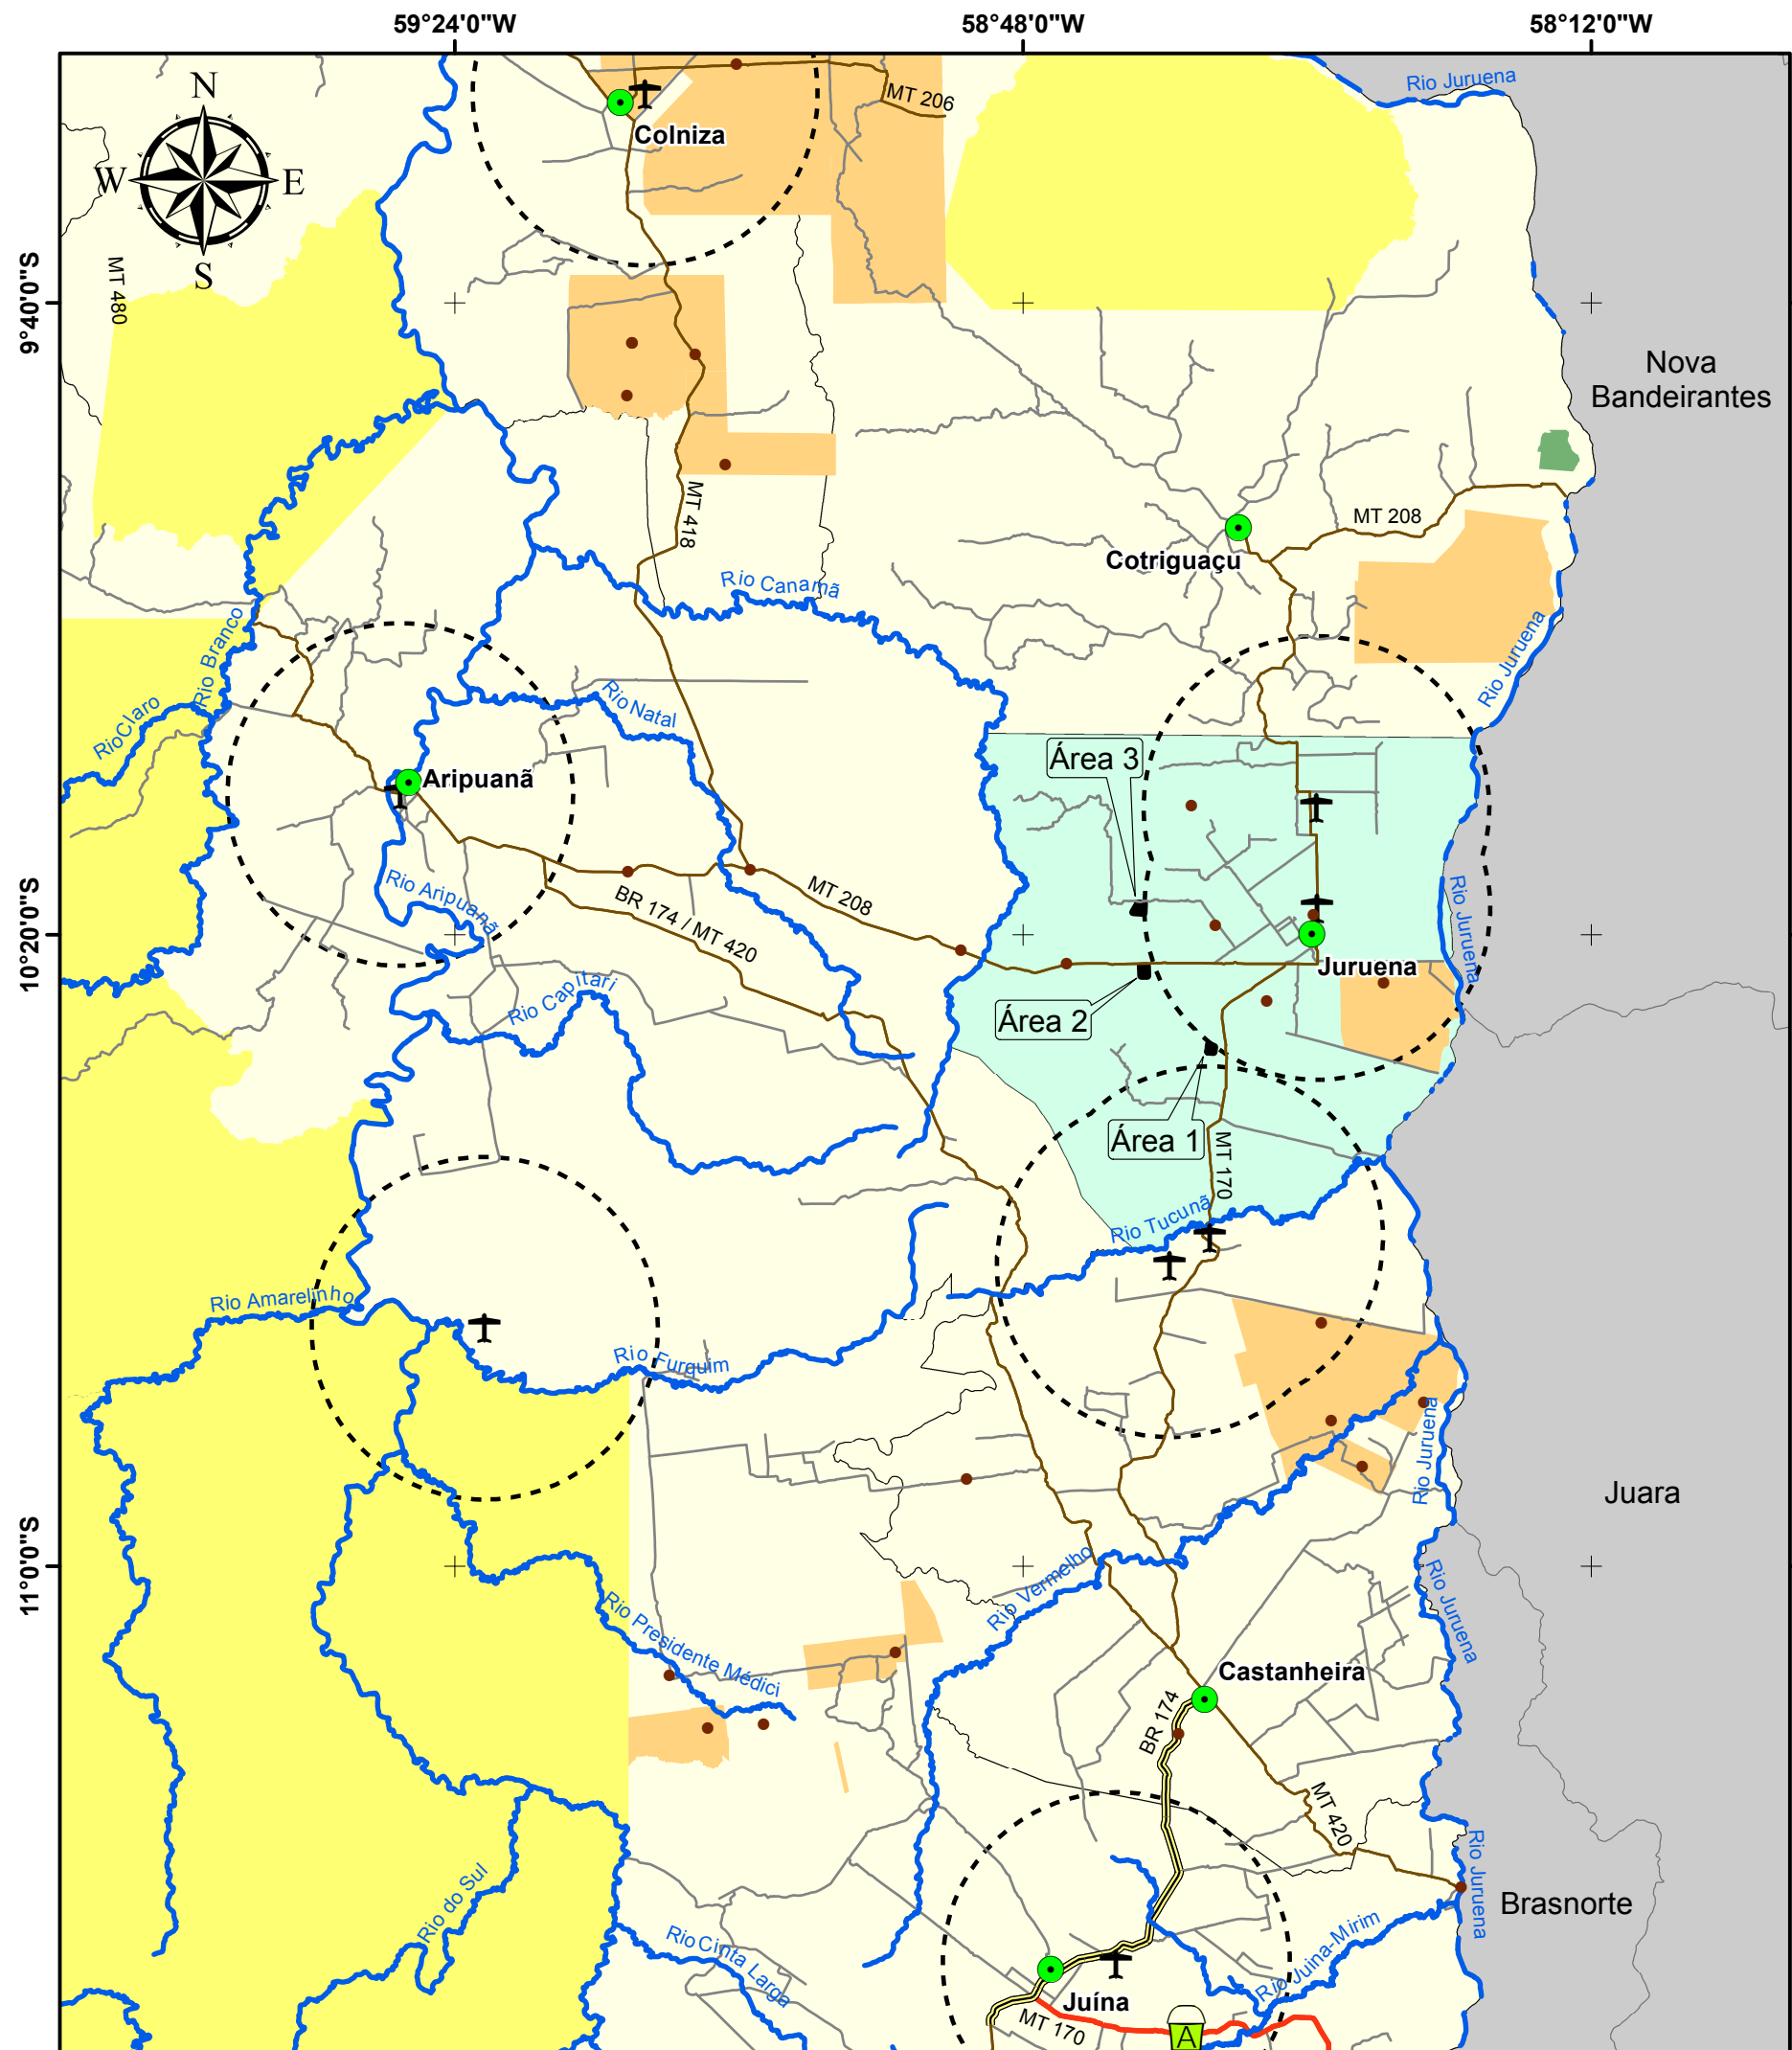 59°24'0"W
58°48'0"W
58°12'0"W
Rio Juruena
N
MT 206
Colniza
W
E
S
MT 480
9°40'0"S
Nova
Bandeirantes
MT 418
MT 208
Cotriguaçu
Rio Canamã
Rio Branco
Rio Juruena
Rio Claro
Rio Natal
Área 3
Aripuanã
Rio Aripuanã
MT 208
BR 174 / MT 420
10°20'0"S
Rio Juruena
Juruena
Rio Capitari
Área 2
Área 1
MT 170
Rio Tucunã
Rio Amarelinho
Rio Furquim
Rio Juruena
Juara
11°0'0"S
Rio Vermelho
Rio Juruena
Rio Presidente Médici
Castanheira
BR 174
MT 420
Rio do Sul
Rio Juruena
Brasnorte
Rio Cinta Larga
Rio Juina-Mirim
Juína
MT 170
A